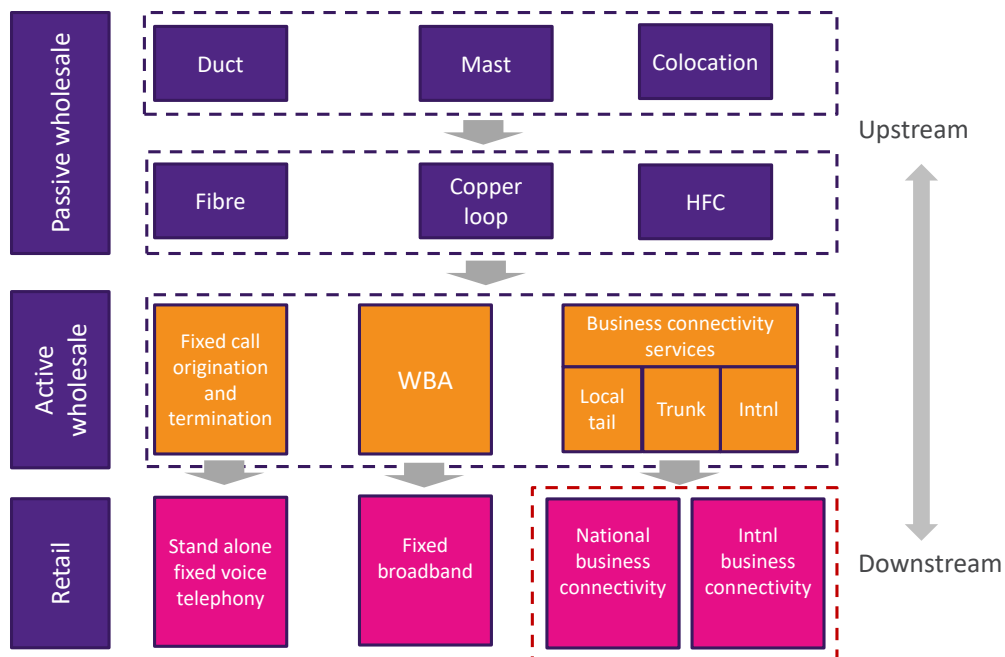 Passive wholesale
Duct
Mast
Colocation
Upstream
Fibre
Copper
loop
HFC
Active
wholesale
Fixed call
origination
and
termination
WBA
Business connectivity
services
Local
tail
Trunk
Intnl
Retail
Stand alone
fixed voice
telephony
Fixed
broadband
National
business
connectivity
Intnl
business
connectivity
Downstream